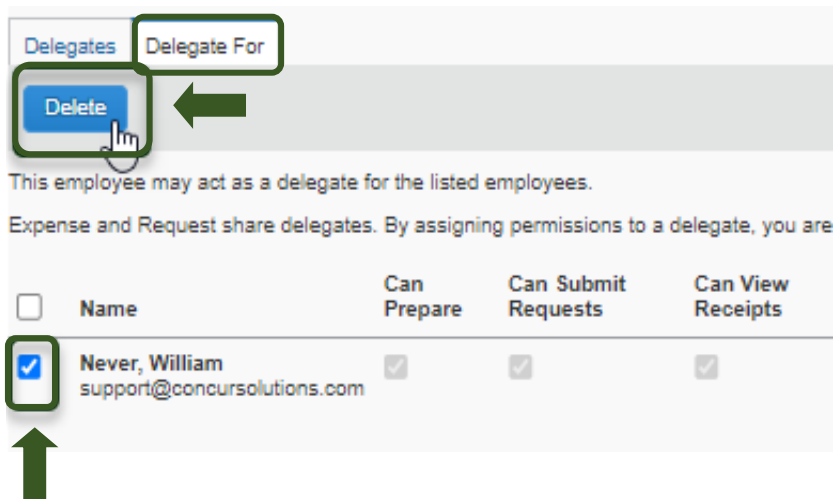 Delegates Delegate For
Delete
This employee may act as a delegate for the listed employees.
Expense and Request share delegates. By assigning permissions to a delegate, you are
Name Can Prepare Can Submit Requests Can View Receipts
Never, William
support@concursolutions.com